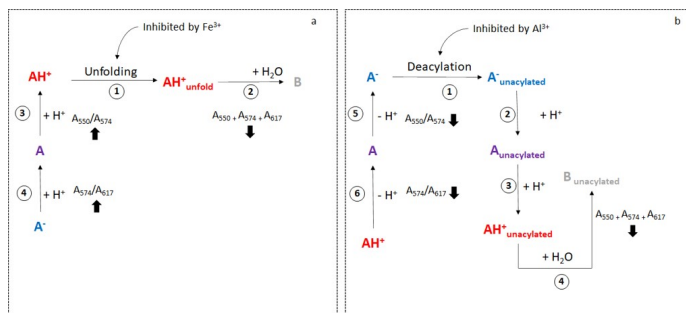 Inhibited by Fe³⁺
a
Unfolding
+ H₂O
AH⁺
AH⁺unfold
B
1
2
3
+ H⁺
A₅₅₀/A₅₇₄
A₅₅₀ + A₅₇₄ + A₆₁₇
A
4
+ H⁺
A₅₇₄/A₆₁₇
A⁻
Inhibited by Al³⁺
b
Deacylation
A⁻
A⁻unacylated
1
5
- H⁺
A₅₅₀/A₅₇₄
2
+ H⁺
A
Aunacylated
6
- H⁺
A₅₇₄/A₆₁₇
3
+ H⁺
Bunacylated
A₅₅₀ + A₅₇₄ + A₆₁₇
AH⁺
AH⁺unacylated
+ H₂O
4